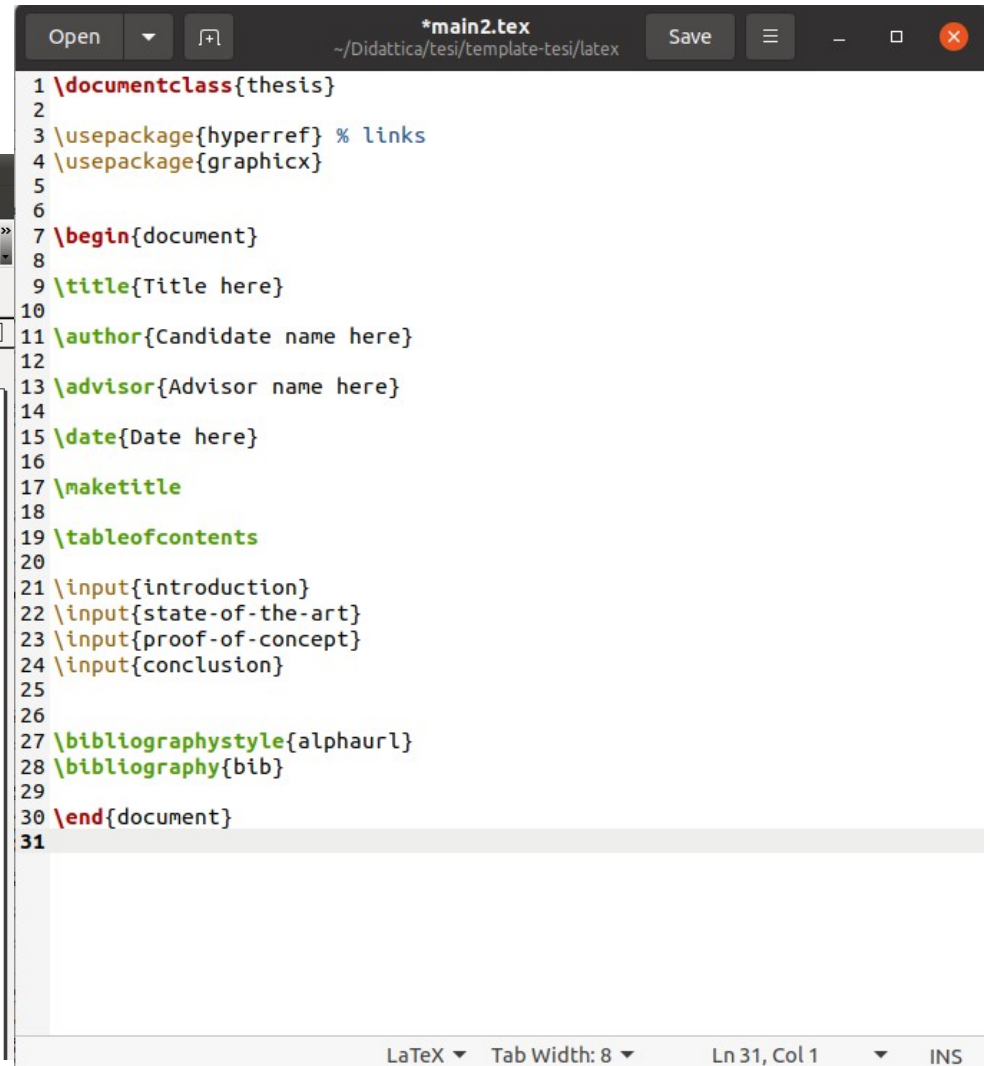 Open
*main2.tex
~/Didattica/tesi/template-tesi/latex
Save
1 \documentclass{thesis}
2
3 \usepackage{hyperref} % links
4 \usepackage{graphicx}
5
6
7 \begin{document}
8
9 \title{Title here}
10
11 \author{Candidate name here}
12
13 \advisor{Advisor name here}
14
15 \date{Date here}
16
17 \maketitle
18
19 \tableofcontents
20
21 \input{introduction}
22 \input{state-of-the-art}
23 \input{proof-of-concept}
24 \input{conclusion}
25
26
27 \bibliographystyle{alphaurl}
28 \bibliography{bib}
29
30 \end{document}
31
LaTeX Tab Width: 8 Ln 31, Col 1 INS